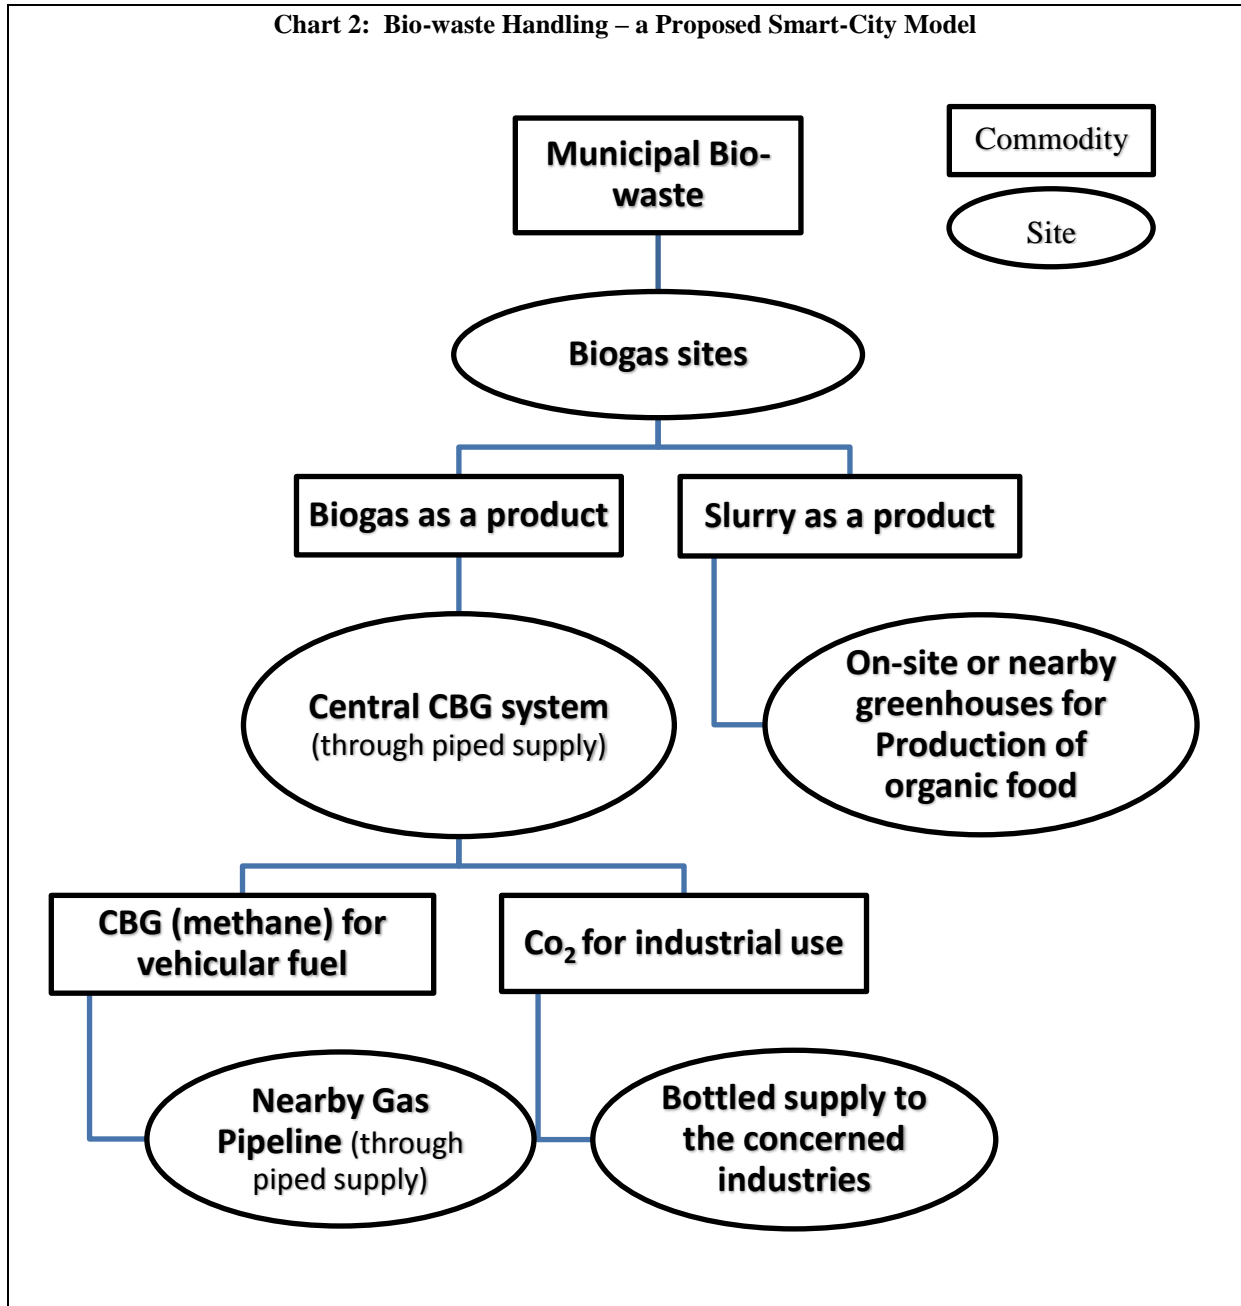 Chart 2:  Bio-waste Handling – a Proposed Smart-City Model
Commodity
Site
Municipal Bio-
waste
Biogas sites
Biogas as a product
Slurry as a product
Central CBG system
(through piped supply)
On-site or nearby
greenhouses for
Production of
organic food
CBG (methane) for
vehicular fuel
Co₂ for industrial use
Nearby Gas
Pipeline (through
piped supply)
Bottled supply to
the concerned
industries